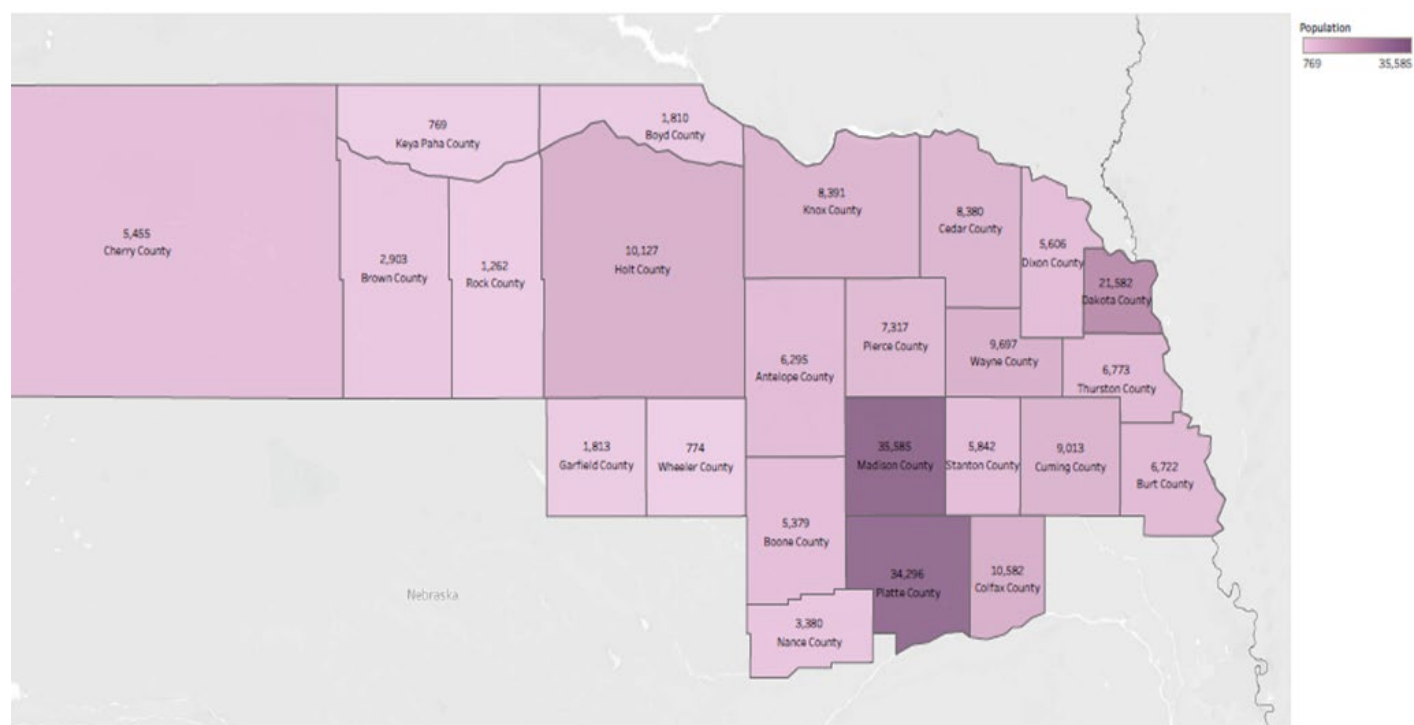 Population
769 35,585
769
Keya Paha County
1,810
Boyd County
8,391
Knox County
8,380
Cedar County
5,606
Dixon County
5,455
Cherry County
2,903
Brown County
1,262
Rock County
10,127
Holt County
21,582
Dakota County
7,317
Pierce County
9,697
Wayne County
6,295
Antelope County
6,773
Thurston County
1,813
Garfield County
774
Wheeler County
35,585
Madison County
5,842
Stanton County
9,013
Cuming County
6,722
Burt County
5,379
Boone County
34,296
Platte County
10,582
Colfax County
Nebraska
3,380
Nance County